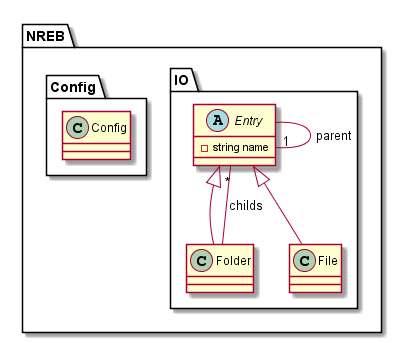 NREB
Config
C Config
IO
A Entry
string name
1
parent
*
childs
C Folder
C File